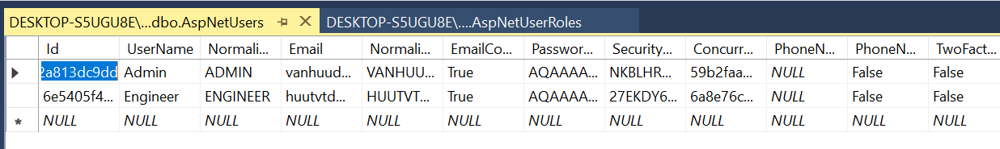 DESKTOP-S5UGU8E\...dbo.AspNetUsers DESKTOP-S5UGU8E\....AspNetUserRoles
Id UserName Normali... Email Normali... EmailCo... Passwor... Security... Concurr... PhoneN... PhoneN... TwoFact...
2a813dc9dd Admin ADMIN vanhuud... VANHUU... True AQAAAA... NKBLHR... 59b2faa... NULL False False
6e5405f4... Engineer ENGINEER huutvtd... HUUTVT... True AQAAAA... 27EKDY6... 6a8e76c... NULL False False
NULL NULL NULL NULL NULL NULL NULL NULL NULL NULL NULL NULL